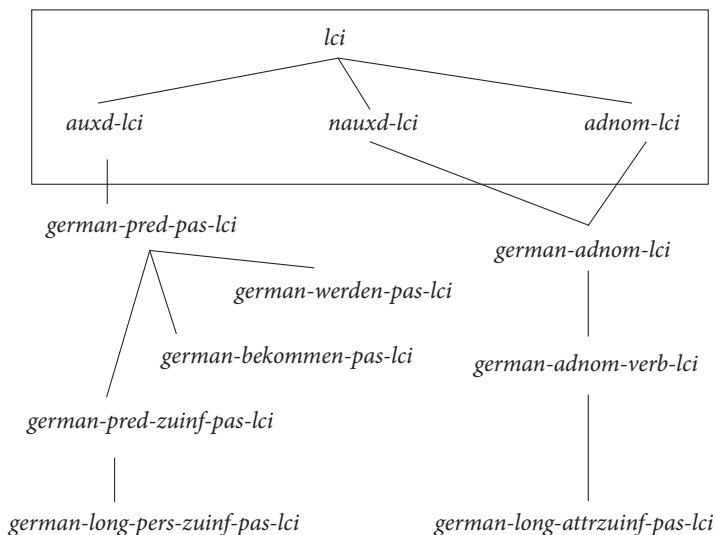 lci
auxd-lci nauxd-lci adnom-lci
german-pred-pas-lci
german-adnom-lci
german-werden-pas-lci
german-bekommen-pas-lci
german-adnom-verb-lci
german-pred-zuinf-pas-lci
german-long-pers-zuinf-pas-lci german-long-attrzuinf-pas-lci